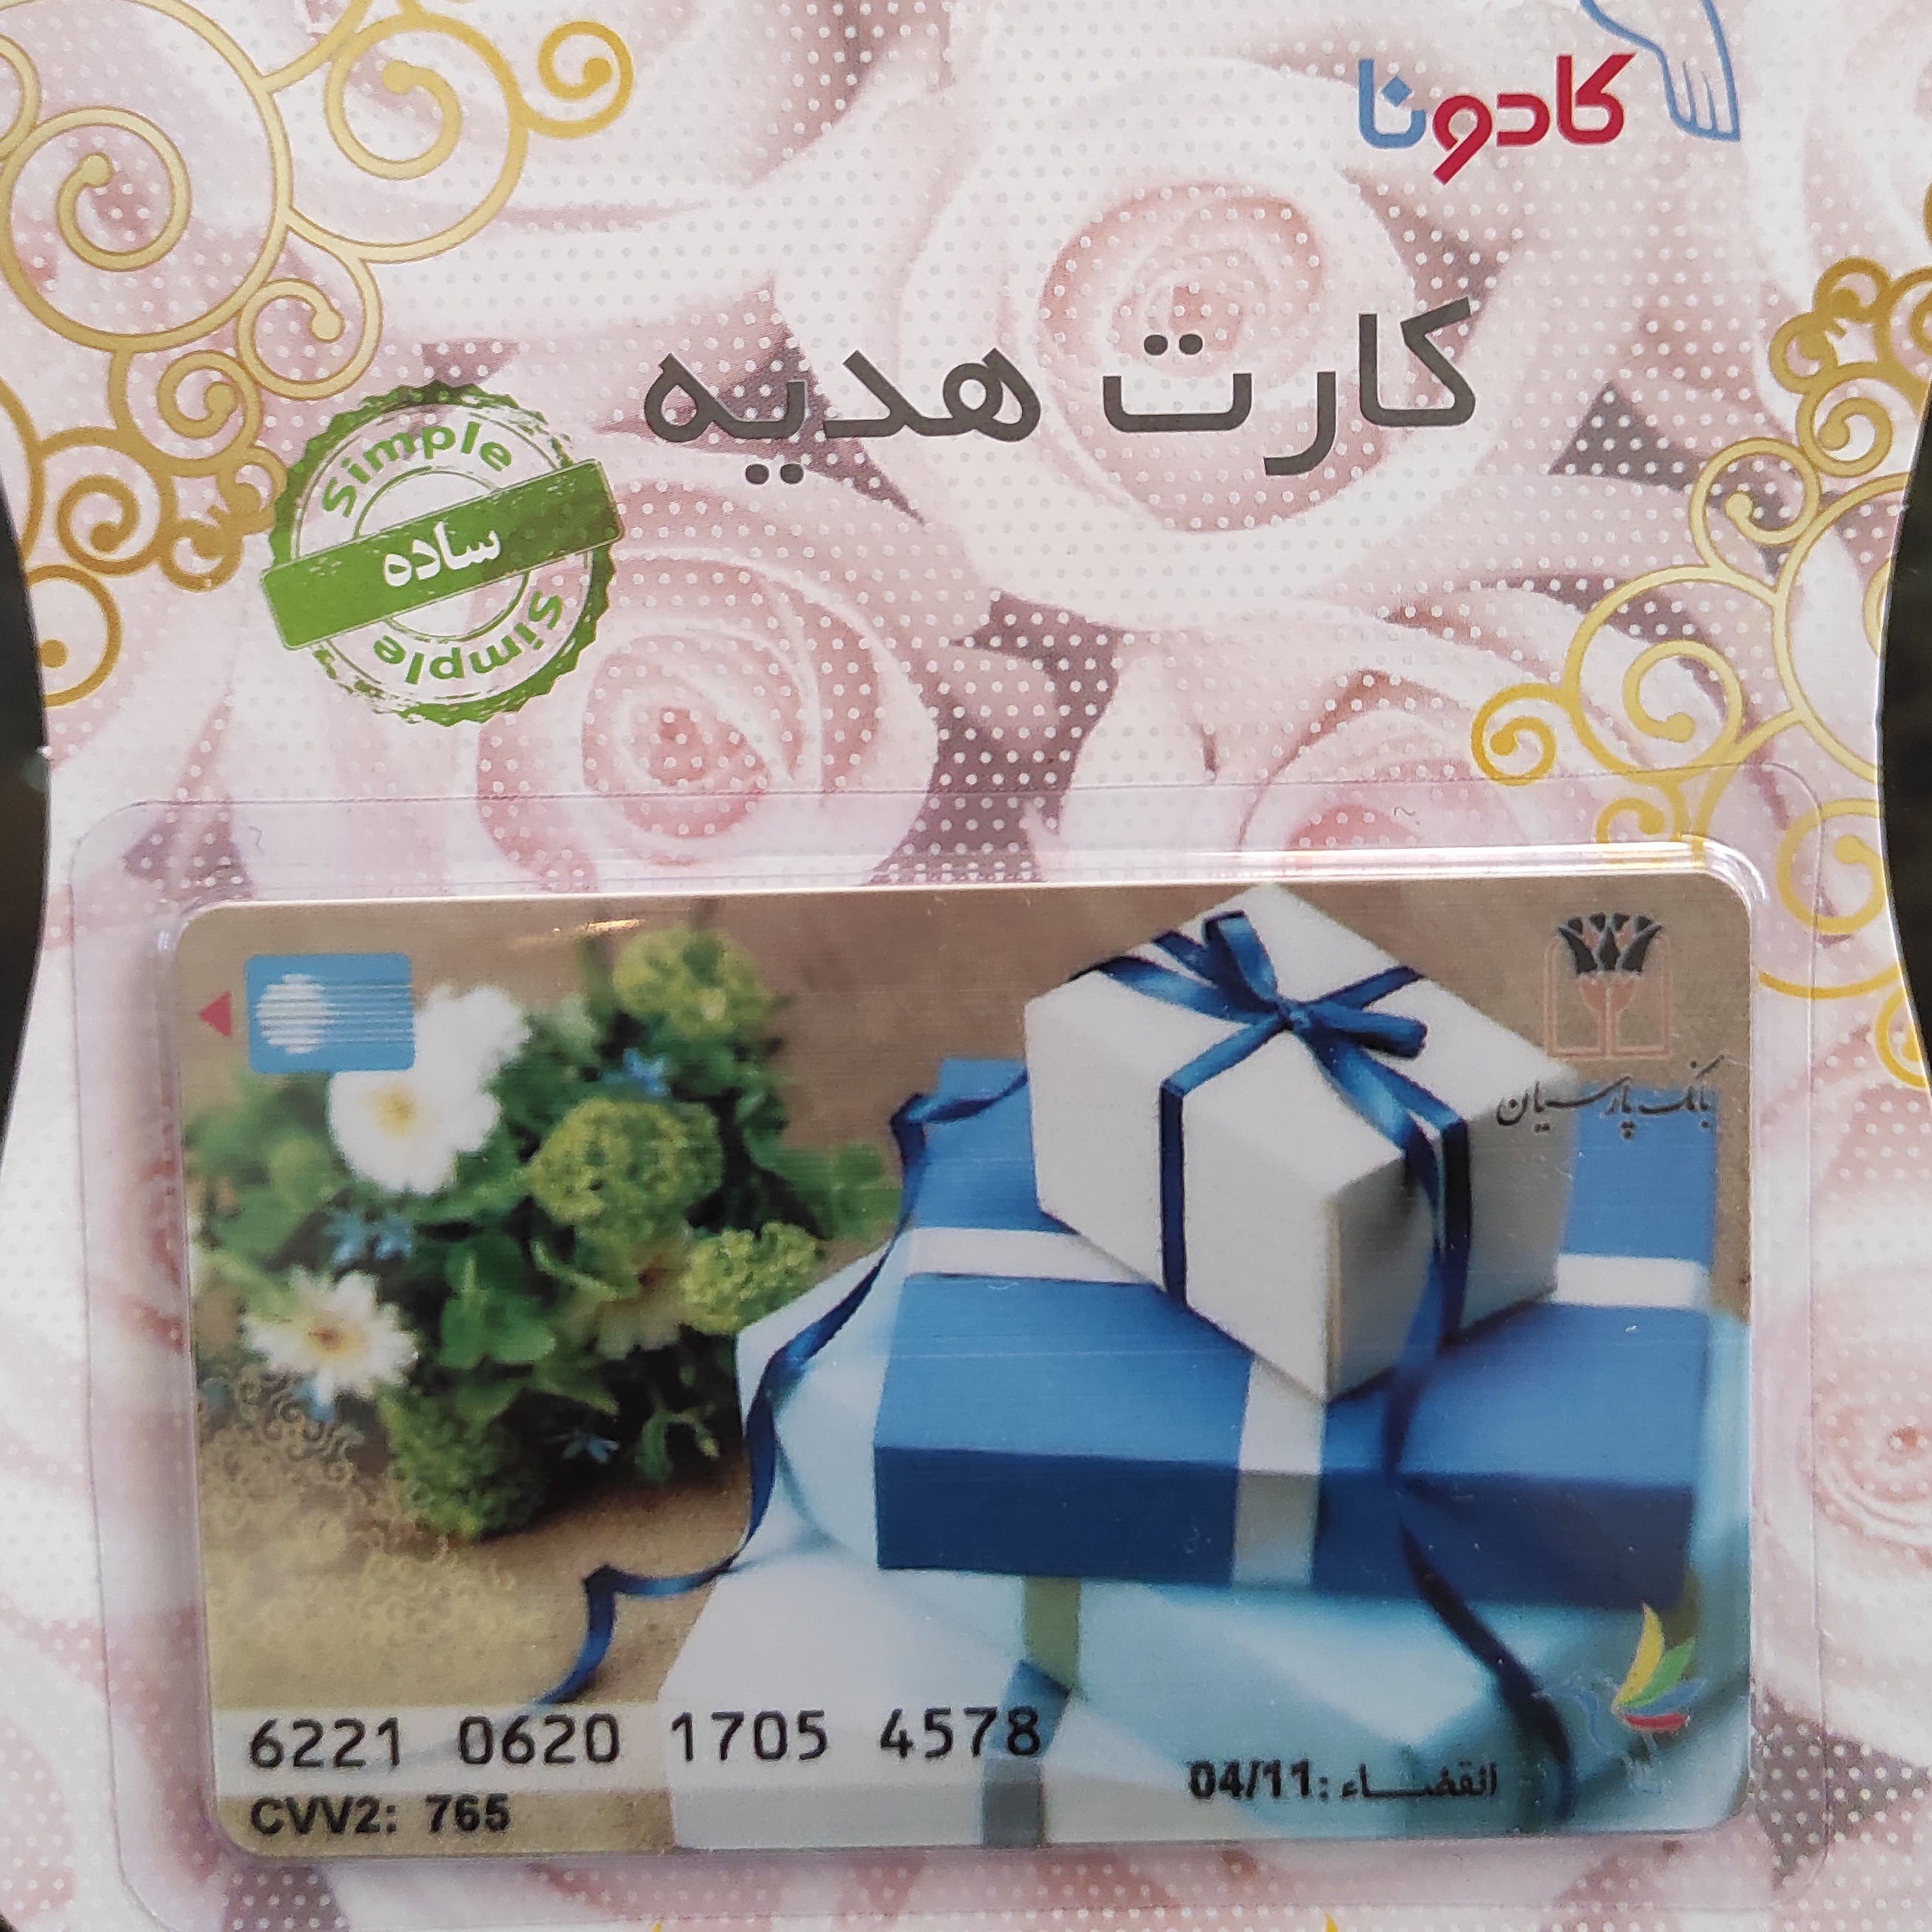 کادونا
کارت هدیه
Simple
ساده
Simple
بانک پارسیان
6221 0620 1705 4578
انقضاء: 04/11
CVV2: 765